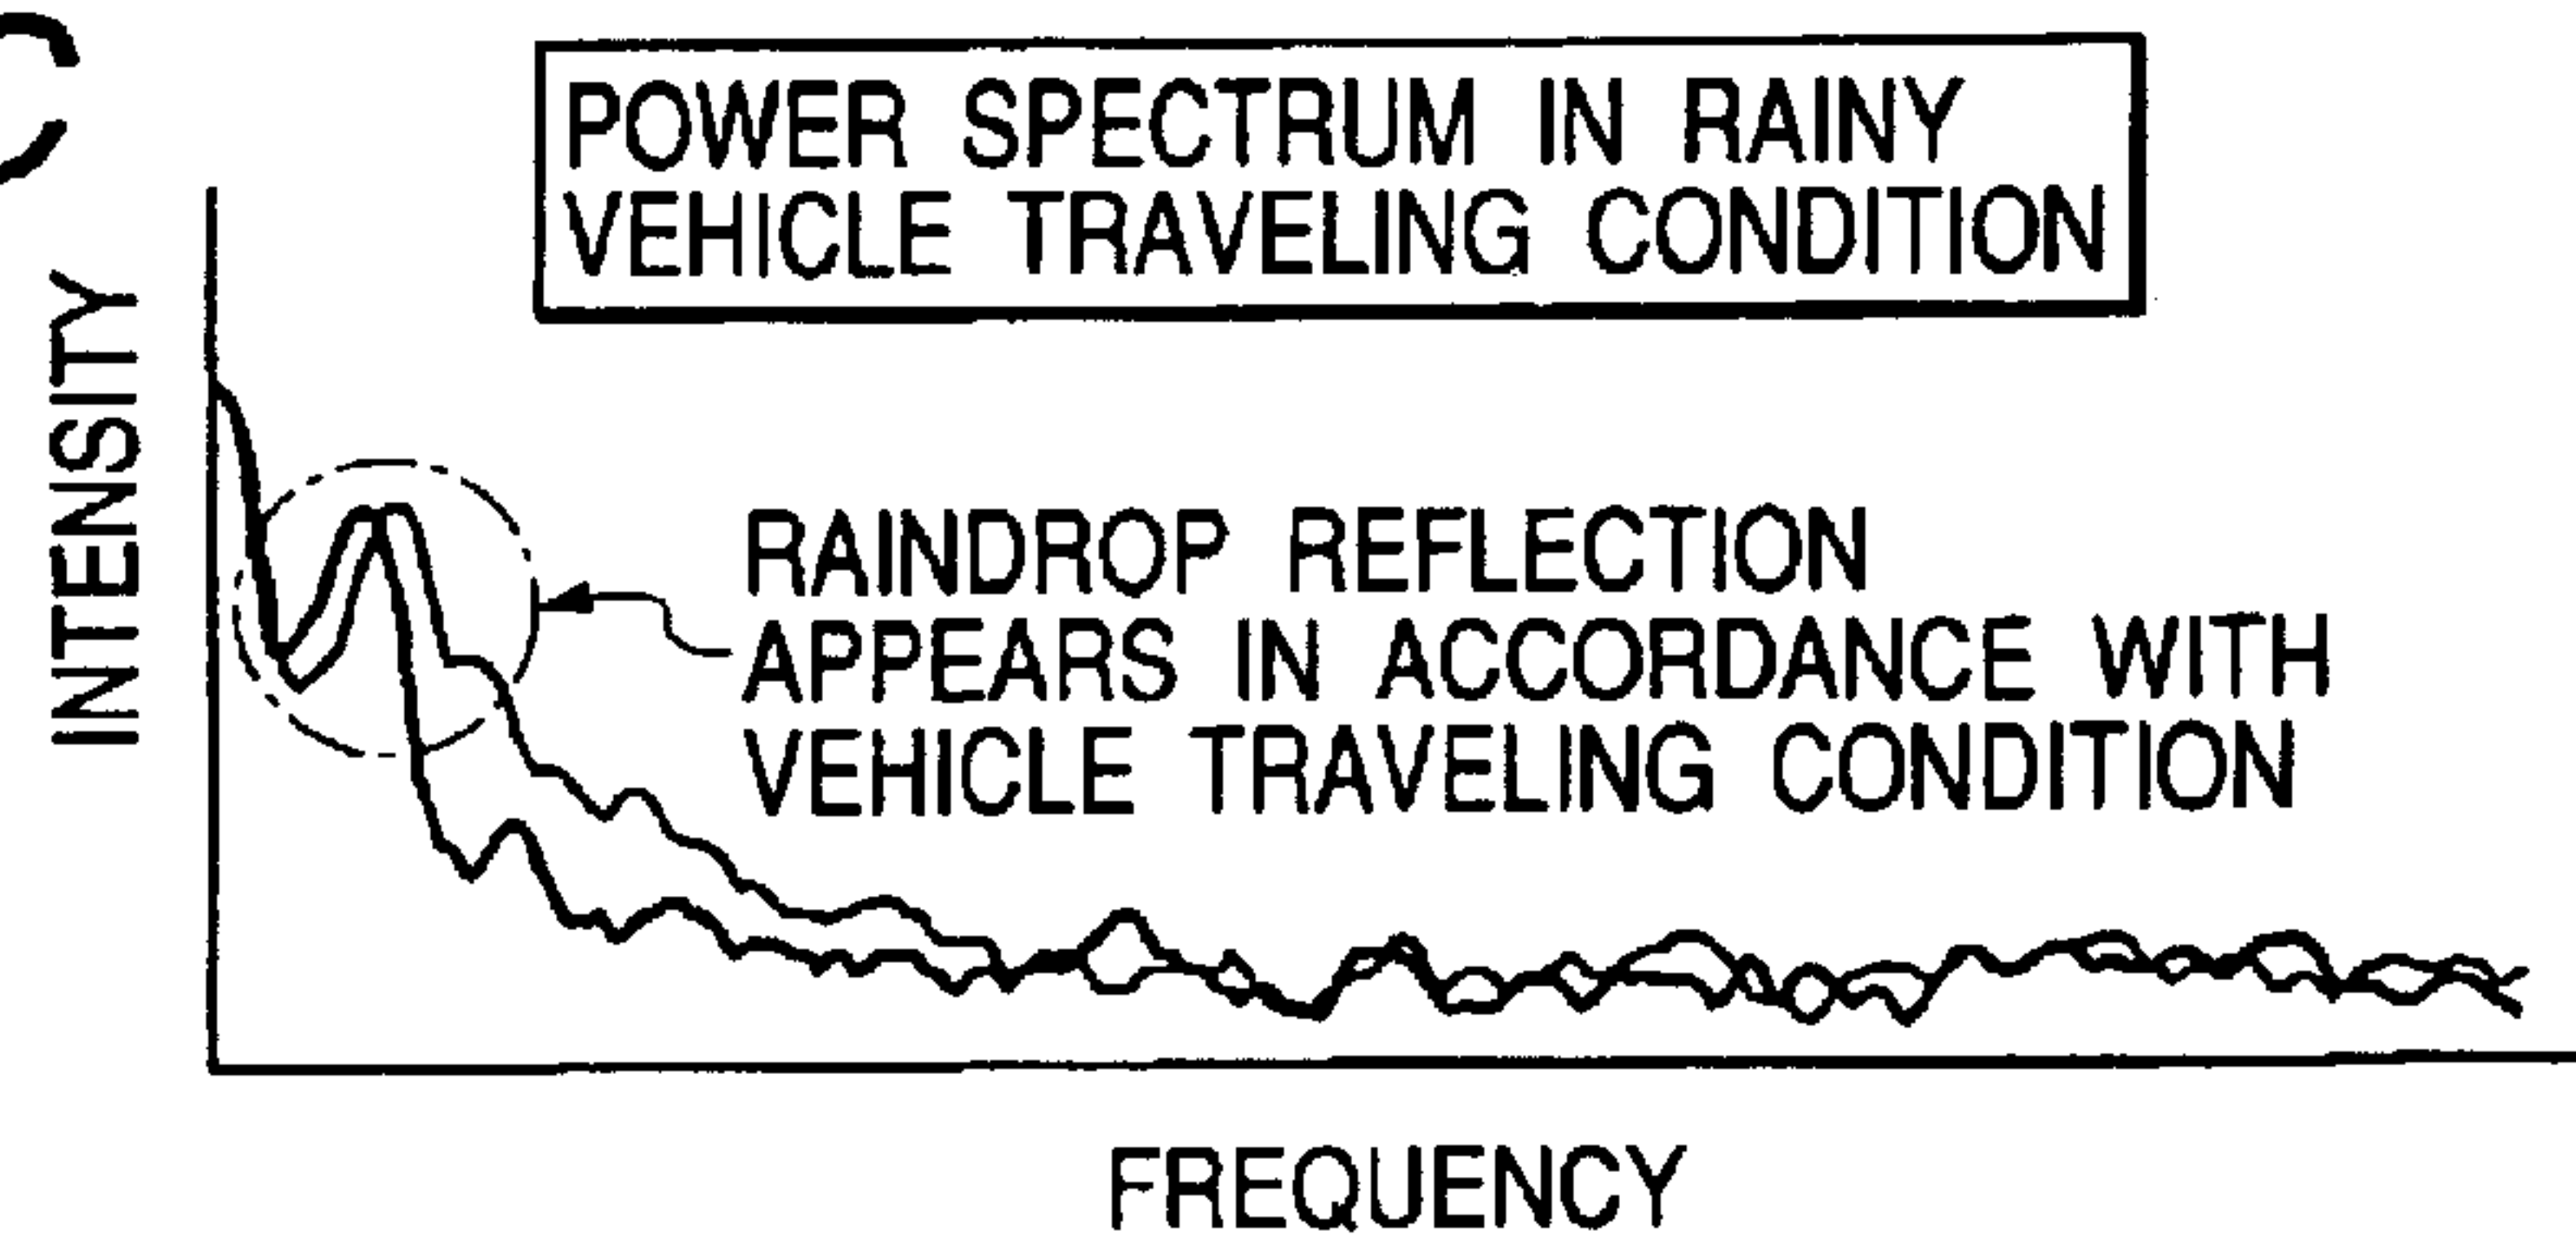 C
POWER SPECTRUM IN RAINY
VEHICLE TRAVELING CONDITION
INTENSITY
RAINDROP REFLECTION
APPEARS IN ACCORDANCE WITH
VEHICLE TRAVELING CONDITION
FREQUENCY